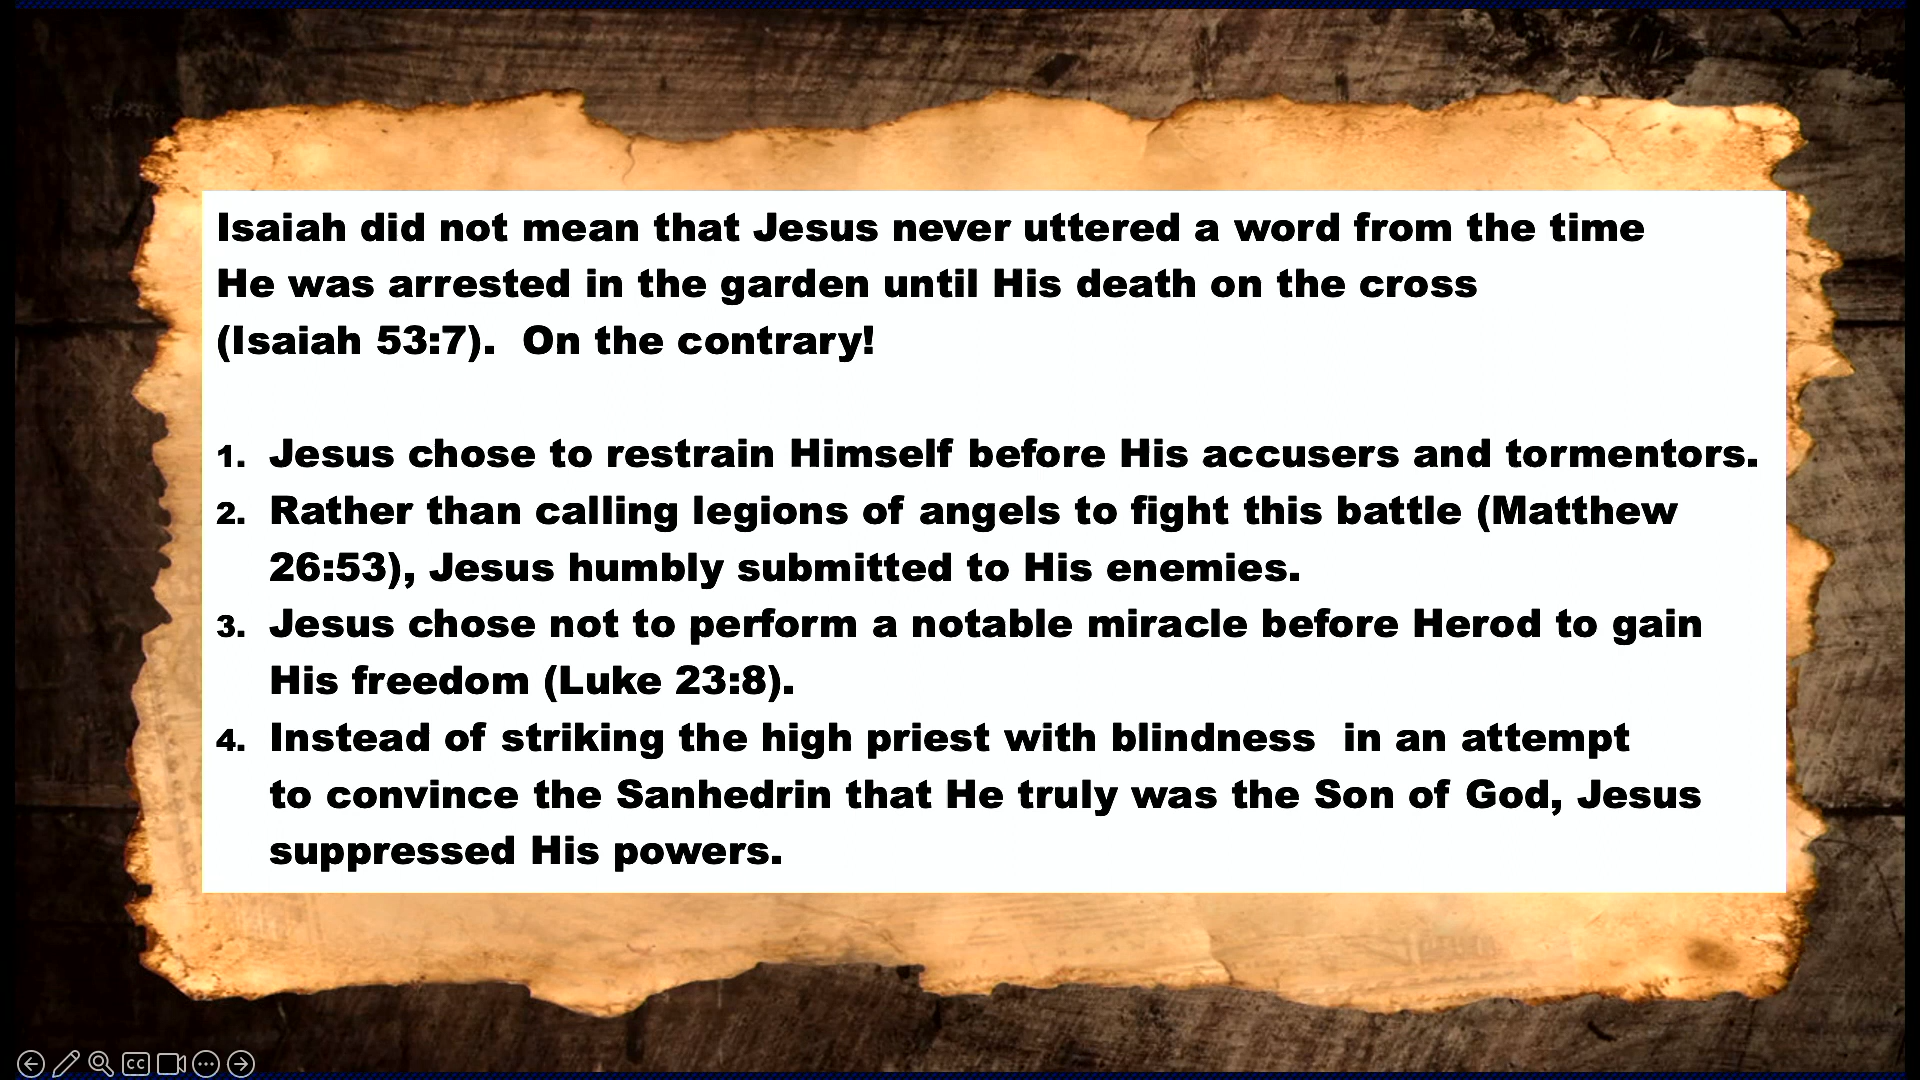 Isaiah did not mean that Jesus never uttered a word from the time
He was arrested in the garden until His death on the cross
(Isaiah 53:7).  On the contrary!
1. Jesus chose to restrain Himself before His accusers and tormentors.
2. Rather than calling legions of angels to fight this battle (Matthew
26:53), Jesus humbly submitted to His enemies.
3. Jesus chose not to perform a notable miracle before Herod to gain
His freedom (Luke 23:8).
4. Instead of striking the high priest with blindness  in an attempt
to convince the Sanhedrin that He truly was the Son of God, Jesus
suppressed His powers.
CC